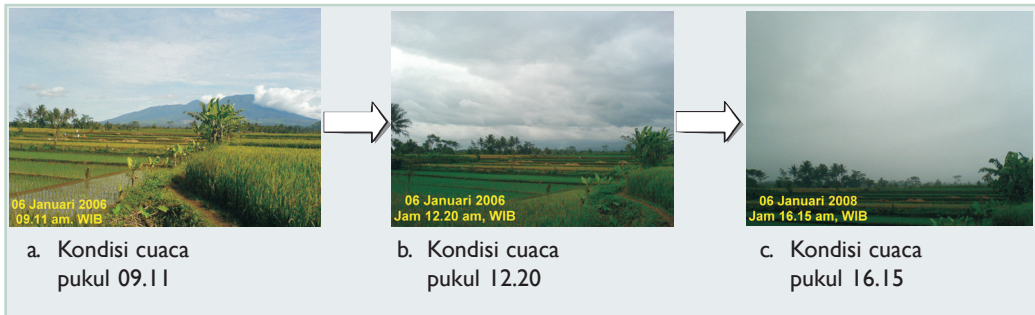 06 Januari 2006
09.11 am. WIB
06 Januari 2006
Jam 12.20 am, WIB
06 Januari 2008
Jam 16.15 am, WIB
a. Kondisi cuaca
pukul 09.11
b. Kondisi cuaca
pukul 12.20
c. Kondisi cuaca
pukul 16.15